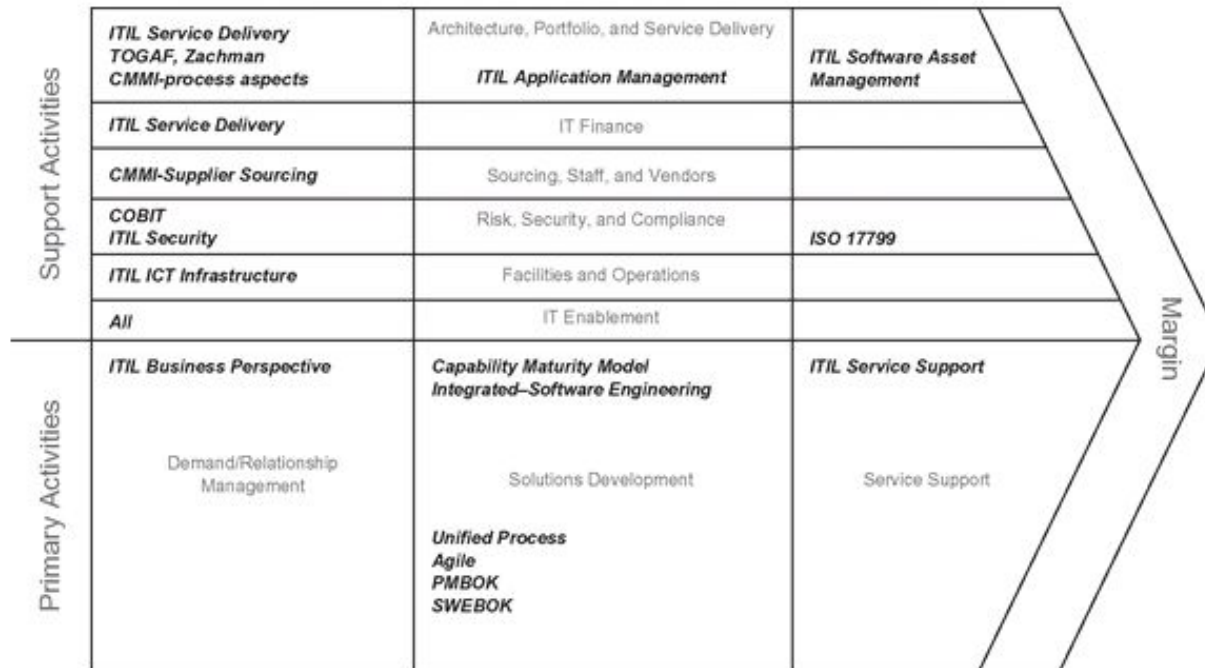 Support Activities
ITIL Service Delivery
TOGAF, Zachman
CMMI-process aspects
Architecture, Portfolio, and Service Delivery
ITIL Application Management
ITIL Software Asset
Management
ITIL Service Delivery
IT Finance
CMMI-Supplier Sourcing
Sourcing, Staff, and Vendors
COBIT
ITIL Security
Risk, Security, and Compliance
ISO 17799
ITIL ICT Infrastructure
Facilities and Operations
All
IT Enablement
Margin
Primary Activities
ITIL Business Perspective
Demand/Relationship
Management
Capability Maturity Model
Integrated–Software Engineering
Solutions Development
Unified Process
Agile
PMBOK
SWEBOK
ITIL Service Support
Service Support